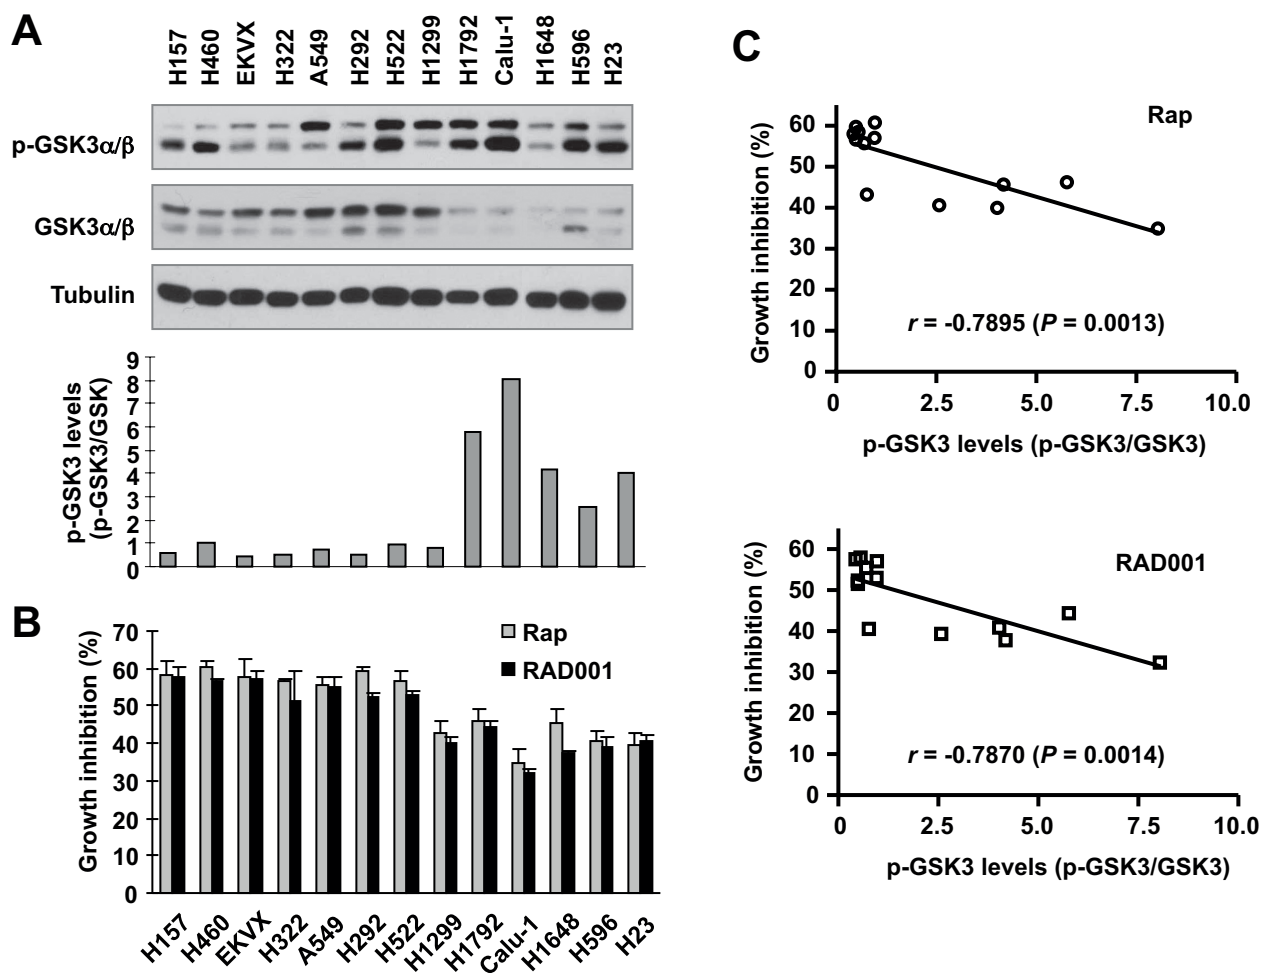 A
H157 H460 EKVX H322 A549 H292 H522 H1299 H1792 Calu-1 H1648 H596 H23
p-GSK3α/β
GSK3α/β
Tubulin
p-GSK3 levels
(p-GSK3/GSK)
9
8
7
6
5
4
3
2
1
0
B
Growth inhibition (%)
70
60
50
40
30
20
10
0
Rap
RAD001
H157 H460 EKVX H322 A549 H292 H522 H1299 H1792 Calu-1 H1648 H596 H23
C
Rap
Growth inhibition (%)
60
50
40
30
20
10
0
r = -0.7895 (P = 0.0013)
0 2.5 5.0 7.5 10.0
p-GSK3 levels (p-GSK3/GSK3)
RAD001
Growth inhibition (%)
60
50
40
30
20
10
0
r = -0.7870 (P = 0.0014)
0 2.5 5.0 7.5 10.0
p-GSK3 levels (p-GSK3/GSK3)